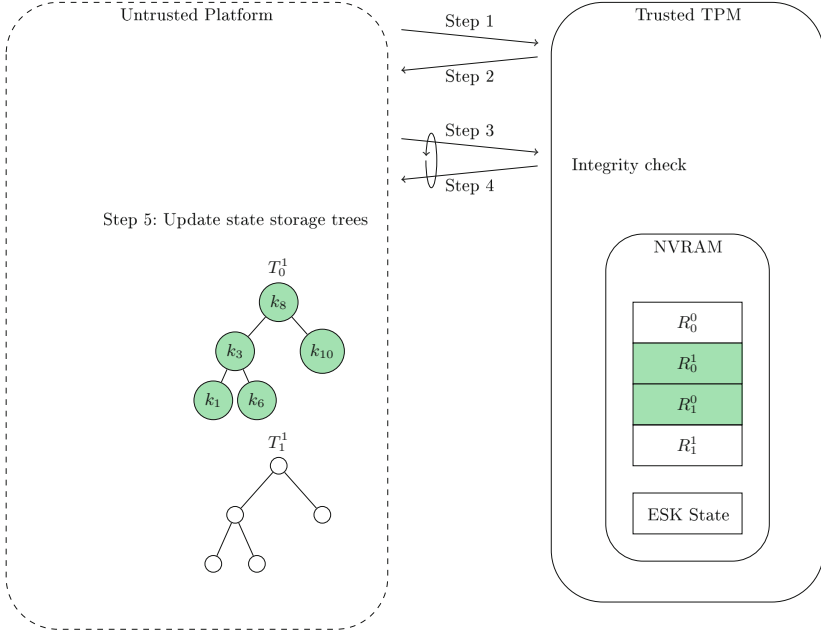 Untrusted Platform
Trusted TPM
Step 1
Step 2
Step 3
Integrity check
Step 4
Step 5: Update state storage trees
NVRAM
T_0^1
k_8
k_3
k_10
k_1
k_6
T_1^1
R_0^0
R_0^1
R_1^0
R_1^1
ESK State